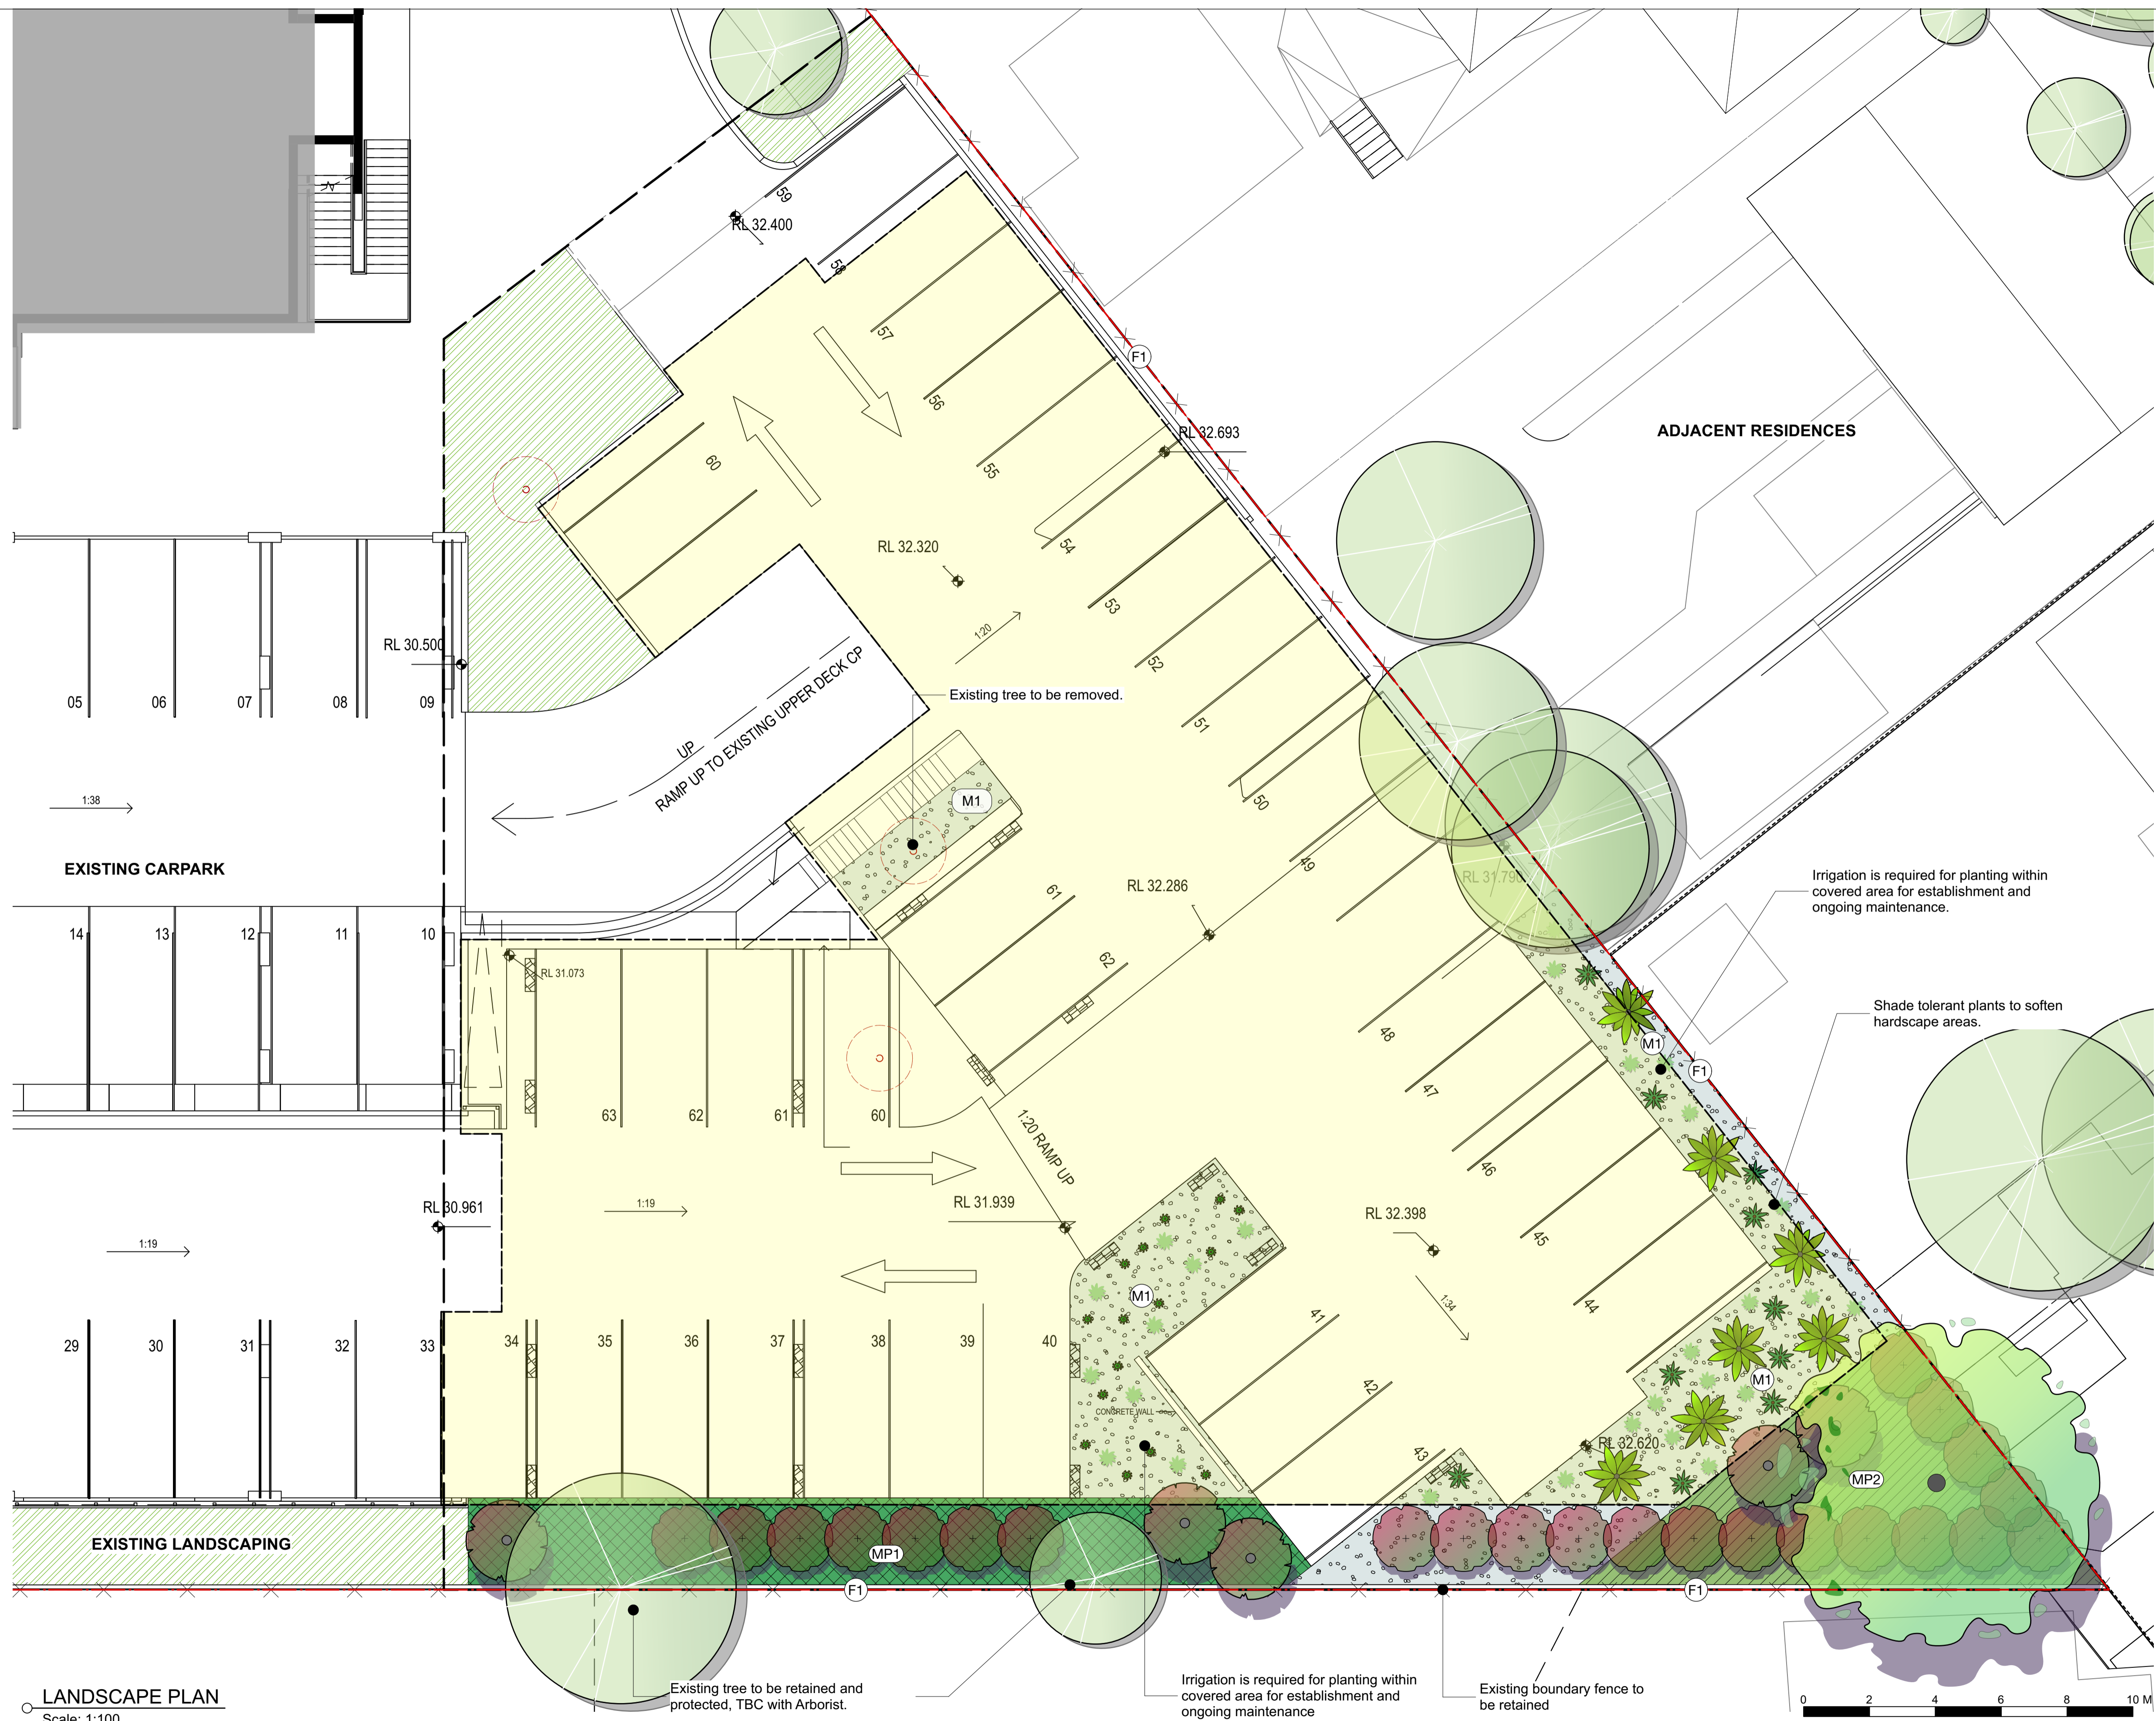 59
RL 32.400
58
57
F1
56
RL 32.693
ADJACENT RESIDENCES
60
55
RL 32.320
54
53
1:20
52
RL 30.500
05
06
07
08
09
Existing tree to be removed.
51
UP
RAMP UP TO EXISTING UPPER DECK CP
1:38
M1
50
EXISTING CARPARK
49
61
RL 32.286
RL 31.790
Irrigation is required for planting within
covered area for establishment and
ongoing maintenance.
14
13
12
11
10
62
RL 31.073
Shade tolerant plants to soften
hardscape areas.
48
M1
F1
47
63
62
61
60
1:20 RAMP UP
46
RL 30.961
1:19
RL 31.939
RL 32.398
45
1:19
M1
1:34
44
41
29
30
31
32
33
34
35
36
37
38
39
40
42
M1
CONCRETE WALL
43
RL 32.620
MP2
EXISTING LANDSCAPING
MP1
F1
F1
LANDSCAPE PLAN
Scale: 1:100
Existing tree to be retained and
protected, TBC with Arborist.
Irrigation is required for planting within
covered area for establishment and
ongoing maintenance
Existing boundary fence to
be retained
0 2 4 6 8 10 M